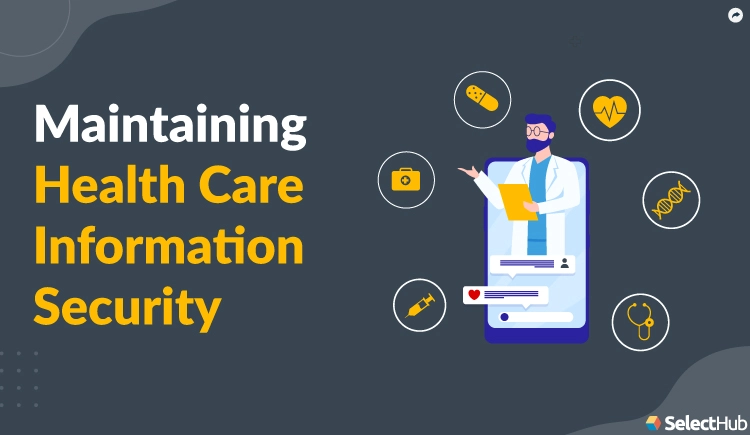 Maintaining
Health Care
Information
Security
SelectHub